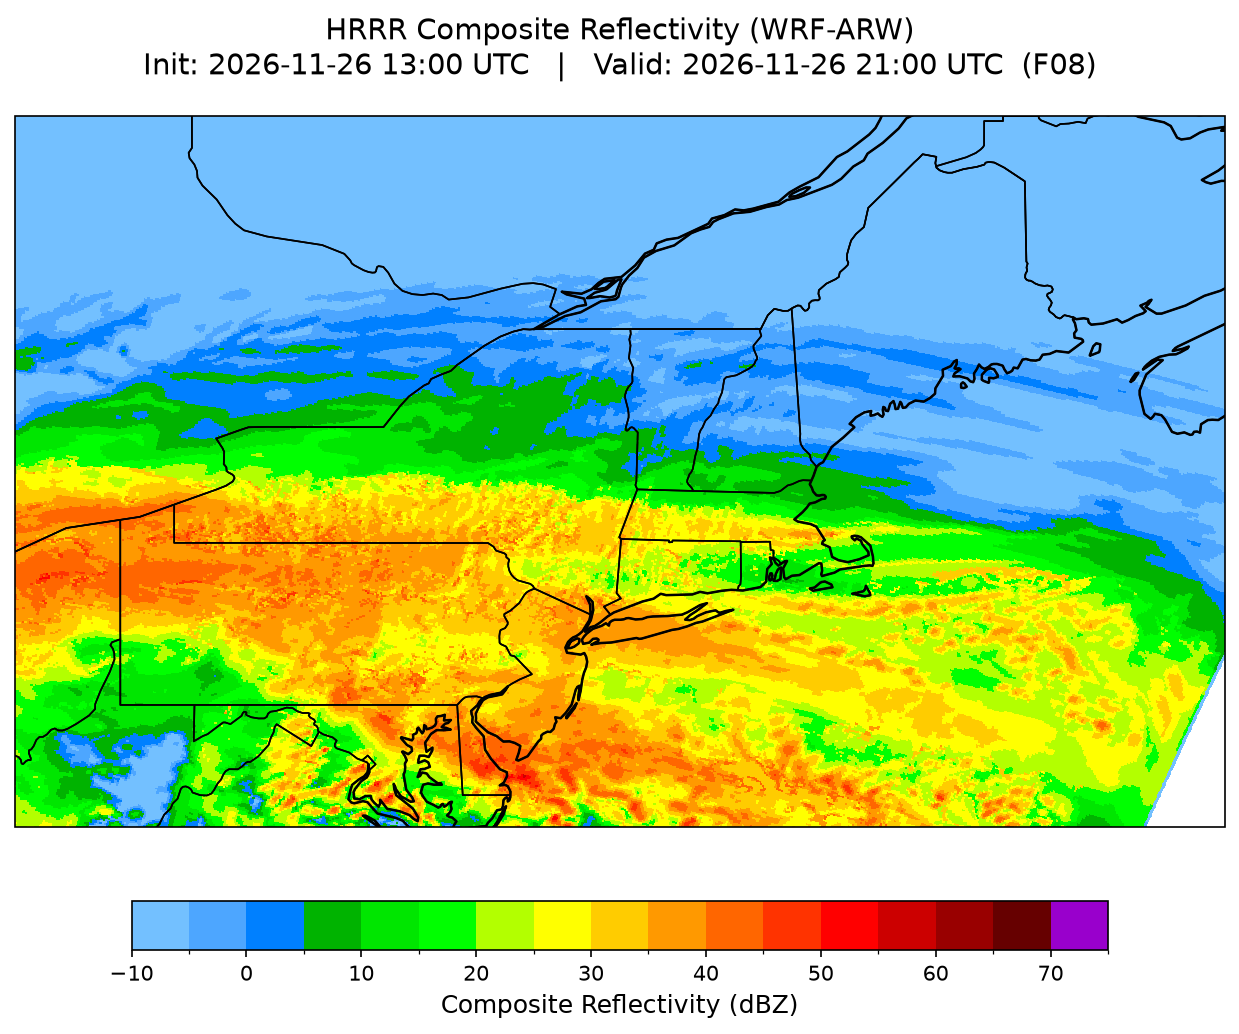 HRRR Composite Reflectivity (WRF-ARW)
Init: 2026-11-26 13:00 UTC | Valid: 2026-11-26 21:00 UTC (F08)
−10 0 10 20 30 40 50 60 70
Composite Reflectivity (dBZ)